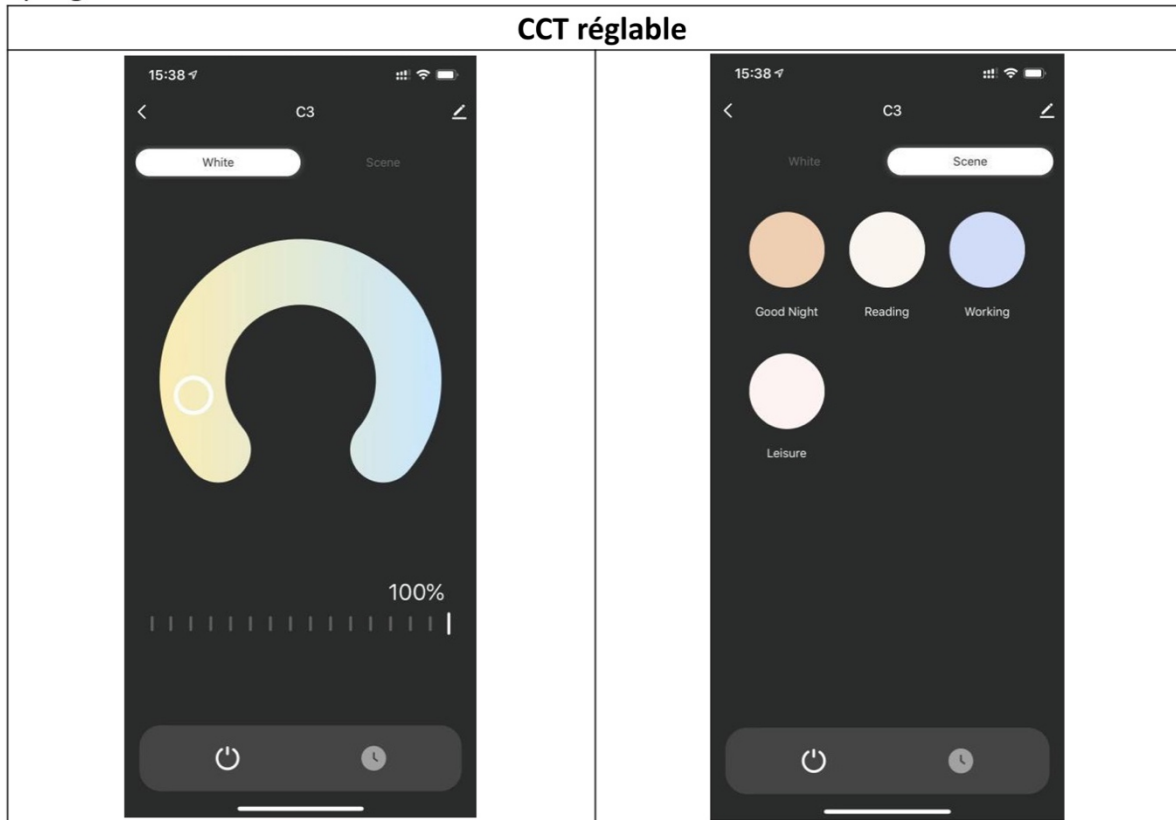 CCT réglable
15:38
C3
White
Scene
100%
15:38
C3
White
Scene
Good Night
Reading
Working
Leisure